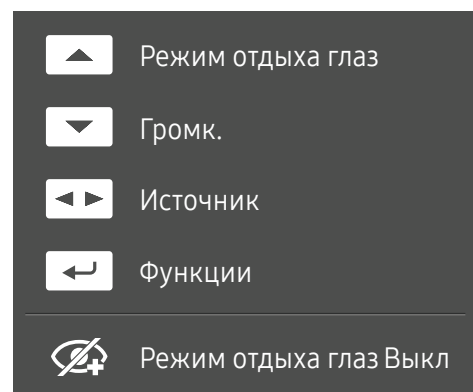 Режим отдыха глаз
Громк.
Источник
Функции
Режим отдыха глаз Выкл